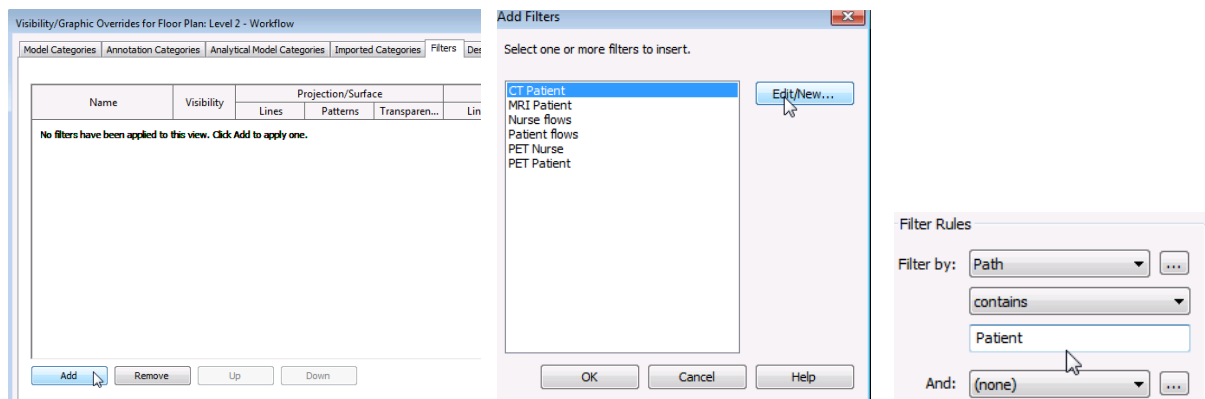 Visibility/Graphic Overrides for Floor Plan: Level 2 - Workflow
Model Categories Annotation Categories Analytical Model Categories Imported Categories Filters Des
Name Visibility Projection/Surface
Lines Patterns Transparen... Lin
No filters have been applied to this view. Click Add to apply one.
Add Remove Up Down
Add Filters
Select one or more filters to insert.
CT Patient
MRI Patient
Nurse flows
Patient flows
PET Nurse
PET Patient
Edit/New...
OK Cancel Help
Filter Rules
Filter by: Path ...
contains
Patient
And: (none) ...